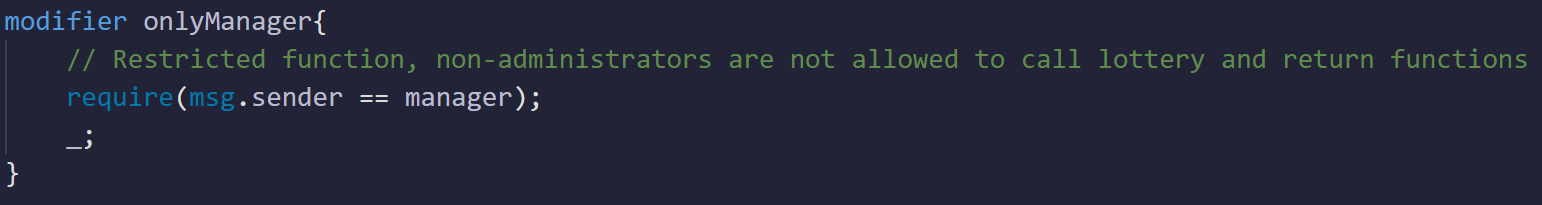 modifier onlyManager{
// Restricted function, non-administrators are not allowed to call lottery and return functions
require(msg.sender == manager);
_;
}